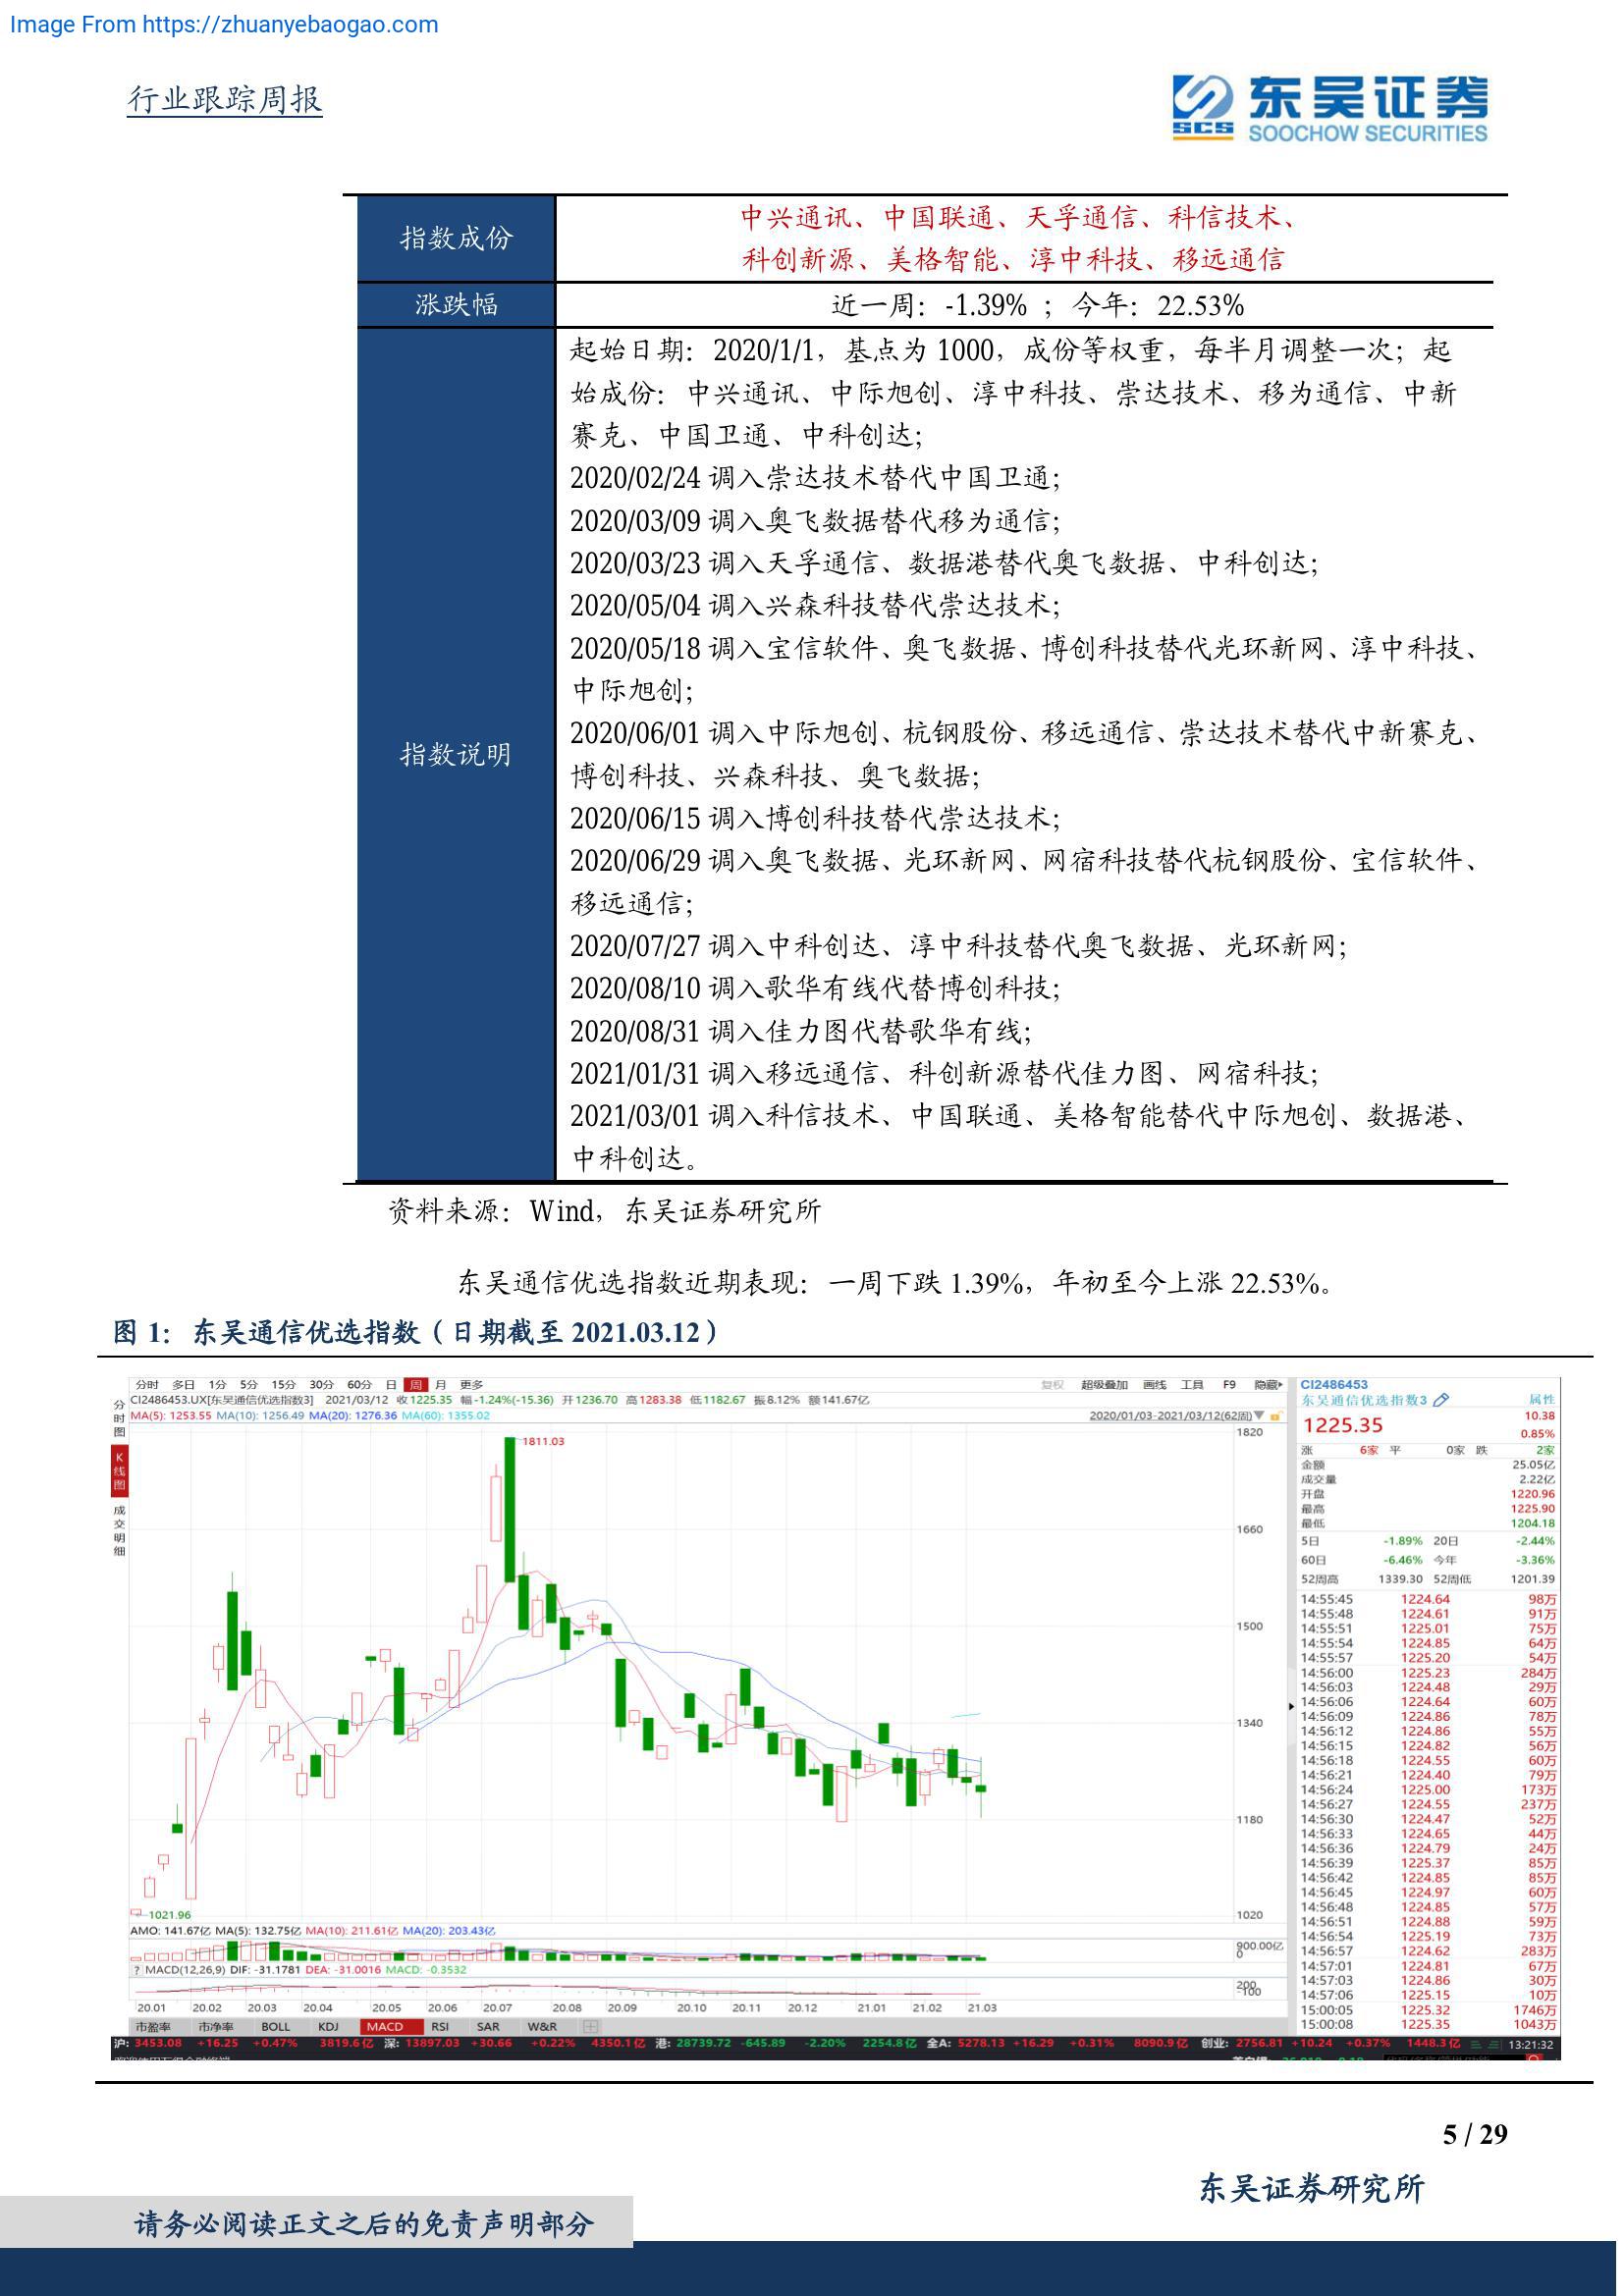 Image From https://zhuanyebaogao.com
行业跟踪周报
东吴证券
SCS
SOOCHOW SECURITIES
指数成份
中兴通讯、中国联通、天孚通信、科信技术、
科创新源、美格智能、淳中科技、移远通信
涨跌幅
近一周：-1.39% ；今年：22.53%
指数说明
起始日期：2020/1/1，基点为 1000，成份等权重，每半月调整一次；起
始成份：中兴通讯、中际旭创、淳中科技、崇达技术、移为通信、中新
赛克、中国卫通、中科创达；
2020/02/24 调入崇达技术替代中国卫通；
2020/03/09 调入奥飞数据替代移为通信；
2020/03/23 调入天孚通信、数据港替代奥飞数据、中科创达；
2020/05/04 调入兴森科技替代崇达技术；
2020/05/18 调入宝信软件、奥飞数据、博创科技替代光环新网、淳中科技、
中际旭创；
2020/06/01 调入中际旭创、杭钢股份、移远通信、崇达技术替代中新赛克、
博创科技、兴森科技、奥飞数据；
2020/06/15 调入博创科技替代崇达技术；
2020/06/29 调入奥飞数据、光环新网、网宿科技替代杭钢股份、宝信软件、
移远通信；
2020/07/27 调入中科创达、淳中科技替代奥飞数据、光环新网；
2020/08/10 调入歌华有线代替博创科技；
2020/08/31 调入佳力图代替歌华有线；
2021/01/31 调入移远通信、科创新源替代佳力图、网宿科技；
2021/03/01 调入科信技术、中国联通、美格智能替代中际旭创、数据港、
中科创达。
资料来源：Wind，东吴证券研究所
东吴通信优选指数近期表现：一周下跌 1.39%，年初至今上涨 22.53%。
图 1：东吴通信优选指数（日期截至 2021.03.12）
分时 多日 1分 5分 15分 30分 60分 日 周 月 更多 复权 超级叠加 画线 工具 F9 隐藏
CI2486453.UX[东吴通信优选指数3] 2021/03/12 收1225.35 幅-1.24%(-15.36) 开1236.70 高1283.38 低1182.67 振8.12% 额141.67亿
MA(5): 1253.55 MA(10): 1256.49 MA(20): 1276.36 MA(60): 1355.02 2020/01/03-2021/03/12(62周)
分时图
K线图
成交明细
1811.03
1820
1660
1500
1340
1180
1020
1021.96
AMO: 141.67亿 MA(5): 132.75亿 MA(10): 211.61亿 MA(20): 203.43亿
900.00亿
0
? MACD(12,26,9) DIF: -31.1781 DEA: -31.0016 MACD: -0.3532
200
-100
20.01 20.02 20.03 20.04 20.05 20.06 20.07 20.08 20.09 20.10 20.11 20.12 21.01 21.02 21.03
市盈率 市净率 BOLL KDJ MACD RSI SAR W&R
CI2486453
东吴通信优选指数3 属性
1225.35 10.38
0.85%
涨 6家 平 0家 跌 2家
金额 25.05亿
成交量 2.22亿
开盘 1220.96
最高 1225.90
最低 1204.18
5日 -1.89% 20日 -2.44%
60日 -6.46% 今年 -3.36%
52周高 1339.30 52周低 1201.39
14:55:45 1224.64 98万
14:55:48 1224.61 91万
14:55:51 1225.01 75万
14:55:54 1224.85 64万
14:55:57 1225.20 54万
14:56:00 1225.23 284万
14:56:03 1224.48 29万
14:56:06 1224.64 60万
14:56:09 1224.86 78万
14:56:12 1224.86 55万
14:56:15 1224.82 56万
14:56:18 1224.55 60万
14:56:21 1224.40 79万
14:56:24 1225.00 173万
14:56:27 1224.55 237万
14:56:30 1224.47 52万
14:56:33 1224.65 44万
14:56:36 1224.79 24万
14:56:39 1225.37 85万
14:56:42 1224.85 85万
14:56:45 1224.97 60万
14:56:48 1224.85 57万
14:56:51 1224.88 59万
14:56:54 1225.19 73万
14:56:57 1224.62 283万
14:57:01 1224.81 67万
14:57:03 1224.86 30万
14:57:06 1225.15 10万
15:00:05 1225.32 1746万
15:00:08 1225.35 1043万
沪: 3453.08 +16.25 +0.47% 3819.6亿 深: 13897.03 +30.66 +0.22% 4350.1亿 港: 28739.72 -645.89 -2.20% 2254.8亿 全A: 5278.13 +16.29 +0.31% 8090.9亿 创业: 2756.81 +10.24 +0.37% 1448.3亿 13:21:32
5 / 29
东吴证券研究所
请务必阅读正文之后的免责声明部分